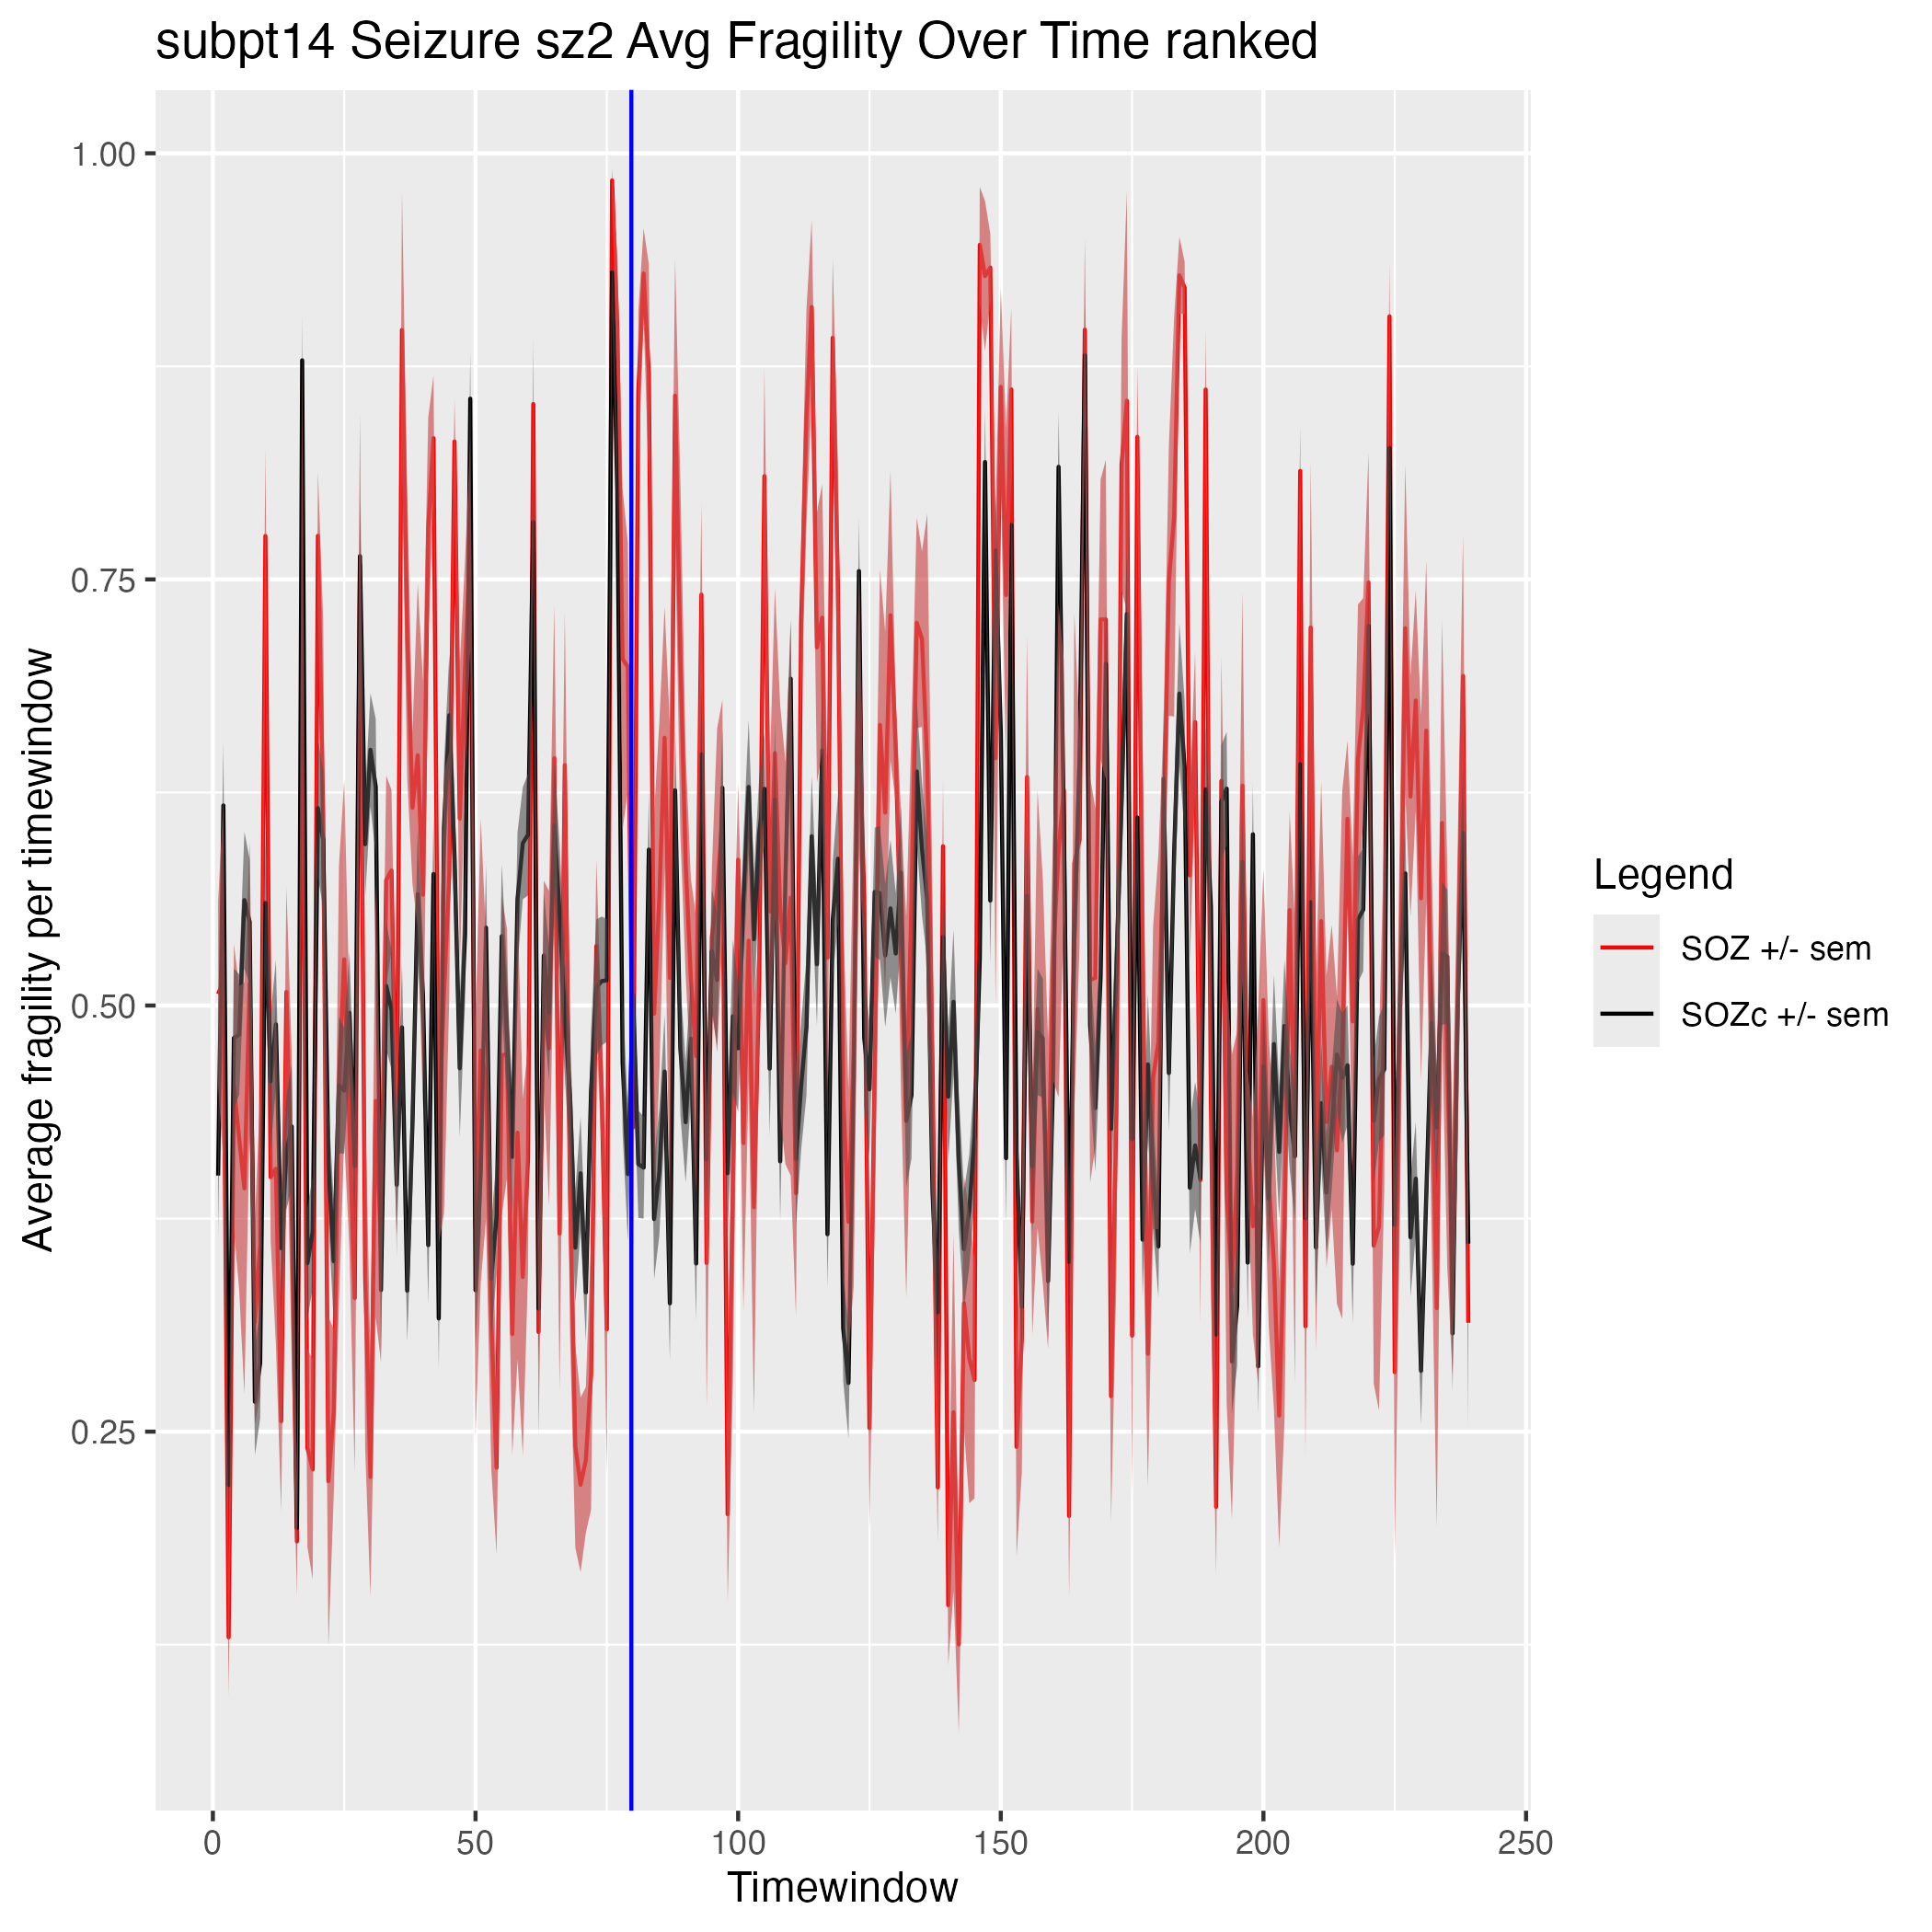 subpt14 Seizure sz2 Avg Fragility Over Time ranked
Average fragility per timewindow
1.00
0.75
0.50
0.25
0 50 100 150 200 250
Timewindow
Legend
SOZ +/- sem
SOZc +/- sem